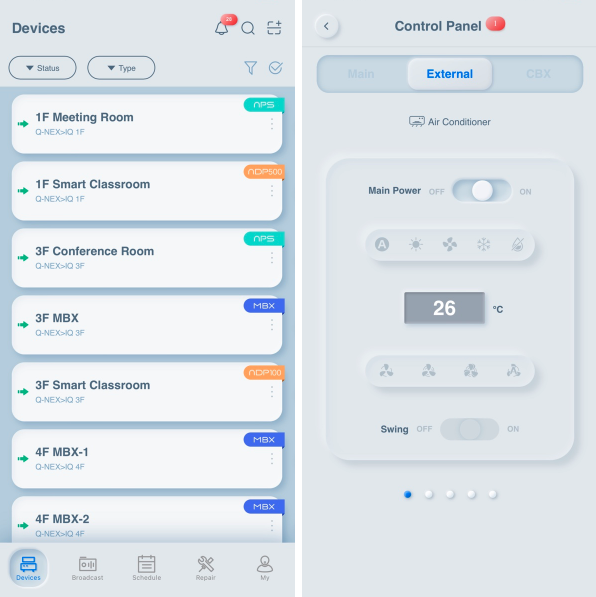 Devices
Status
Type
NPS
1F Meeting Room
Q-NEX>IQ 1F
NDP500
1F Smart Classroom
Q-NEX>IQ 1F
NPS
3F Conference Room
Q-NEX>IQ 3F
MBX
3F MBX
Q-NEX>IQ 3F
NDP100
3F Smart Classroom
Q-NEX>IQ 3F
MBX
4F MBX-1
Q-NEX>IQ 4F
MBX
4F MBX-2
Q-NEX>IQ 4F
Devices Broadcast Schedule Repair My
Control Panel
Main External CBX
Air Conditioner
Main Power OFF ON
A
26 °C
Swing OFF ON